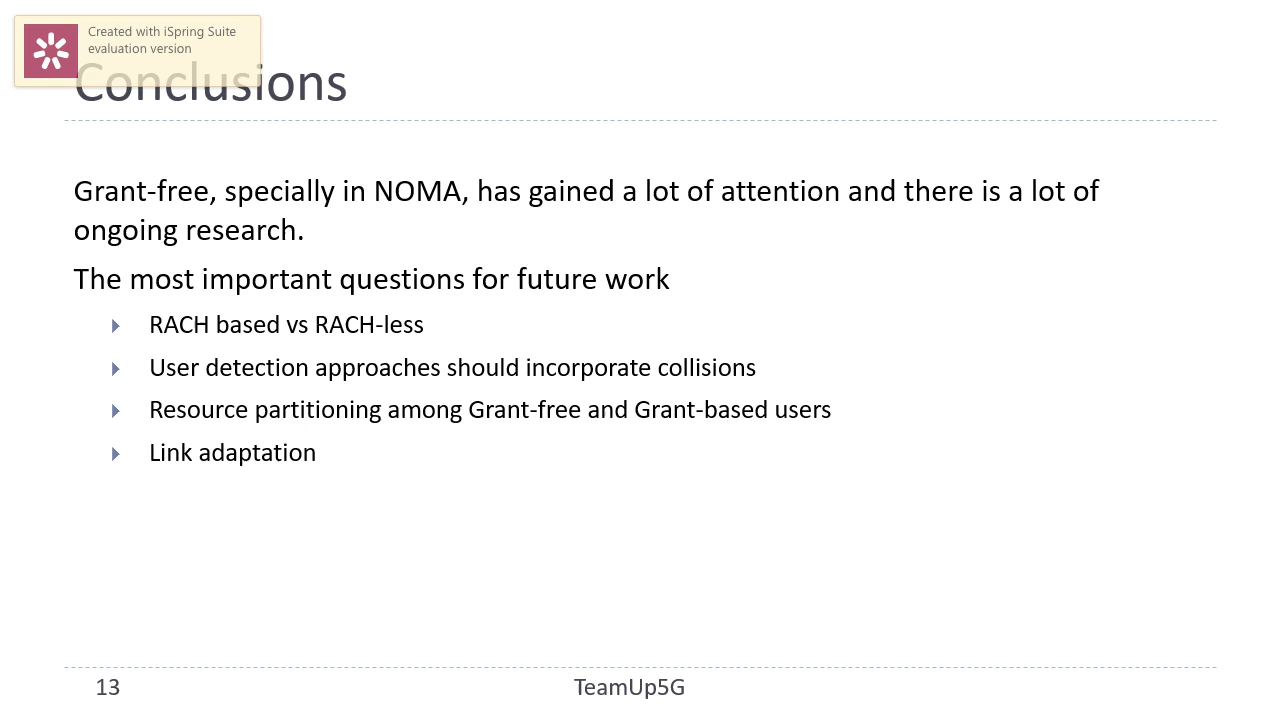 Created with iSpring Suite
evaluation version
Conclusions
Grant-free, specially in NOMA, has gained a lot of attention and there is a lot of
ongoing research.
The most important questions for future work
RACH based vs RACH-less
User detection approaches should incorporate collisions
Resource partitioning among Grant-free and Grant-based users
Link adaptation
13
TeamUp5G